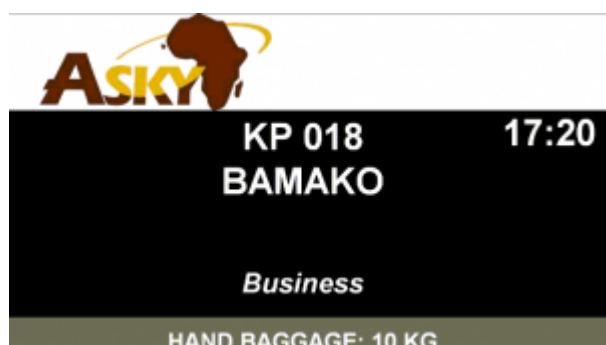 ASKY
KP 018
17:20
BAMAKO
Business
HAND BAGGAGE: 10 KG